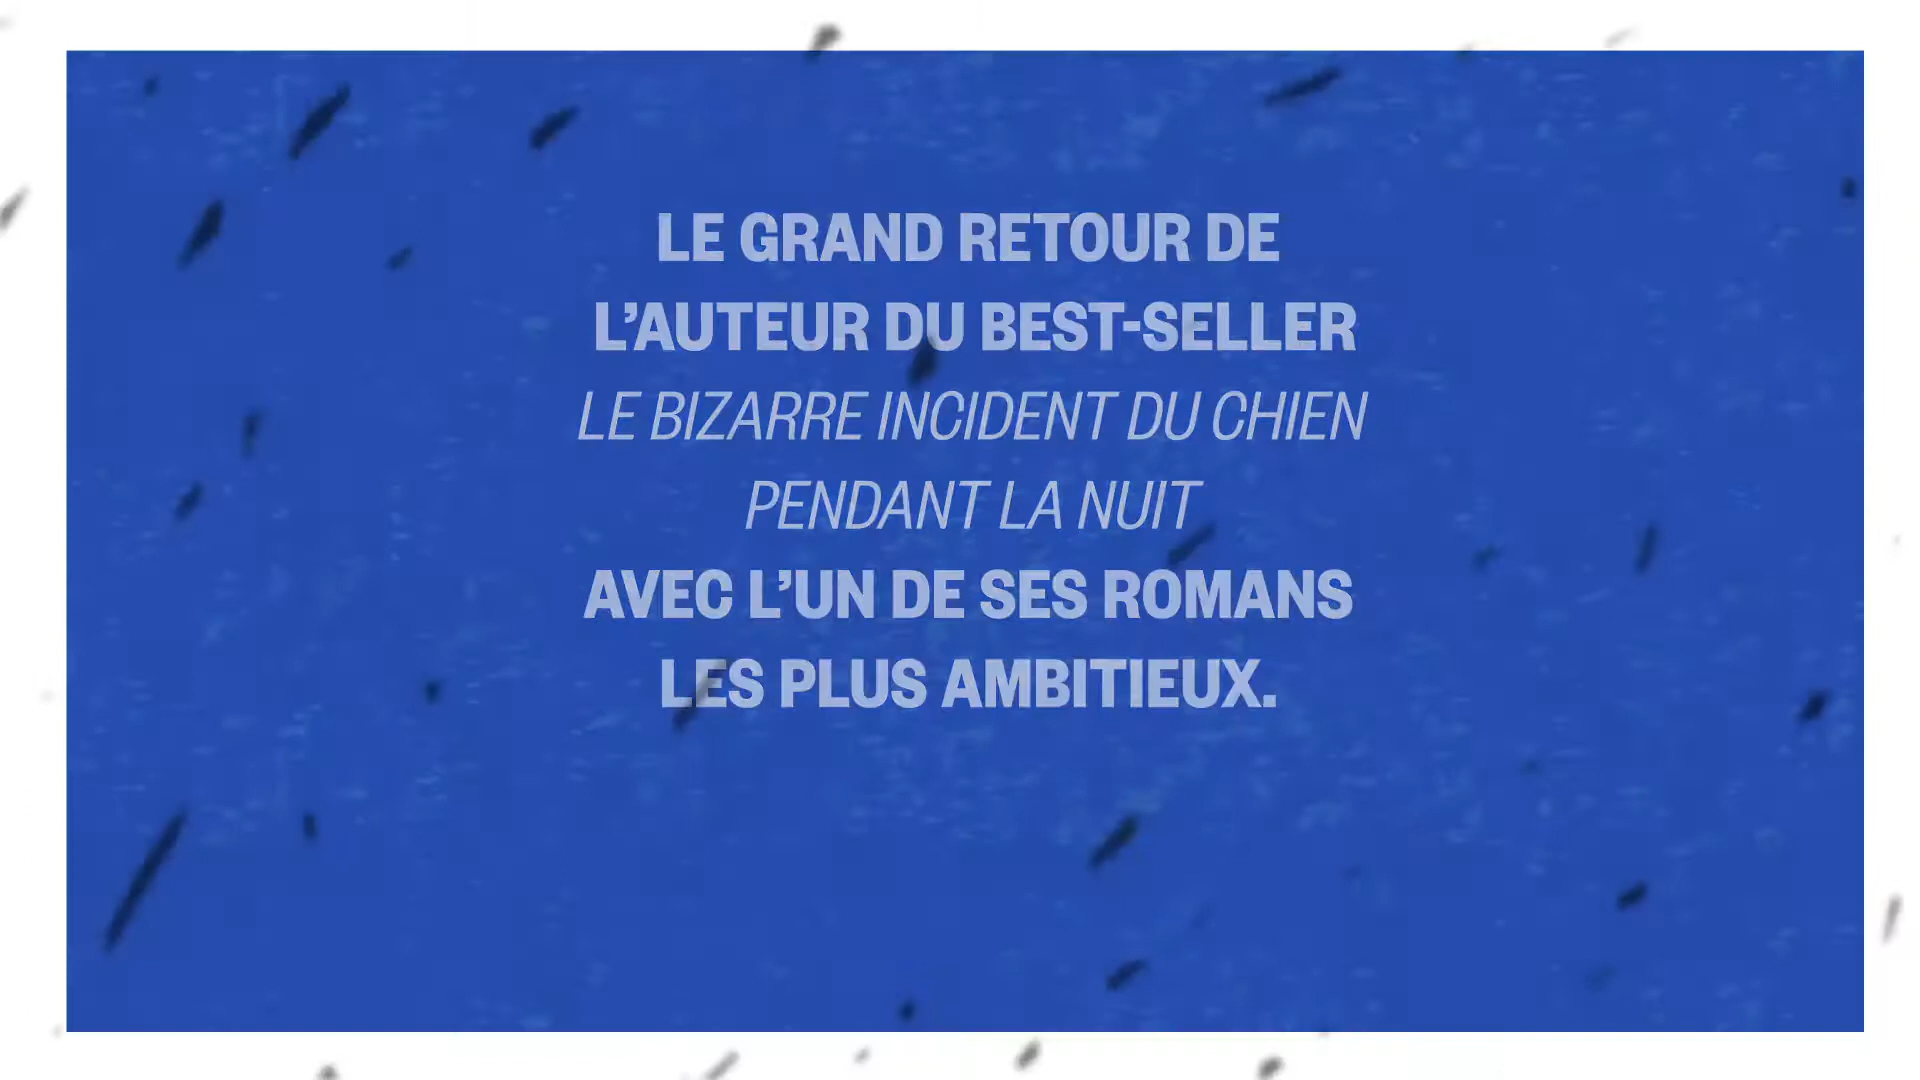 LE GRAND RETOUR DE
L’AUTEUR DU BEST-SELLER
LE BIZARRE INCIDENT DU CHIEN
PENDANT LA NUIT
AVEC L’UN DE SES ROMANS
LES PLUS AMBITIEUX.